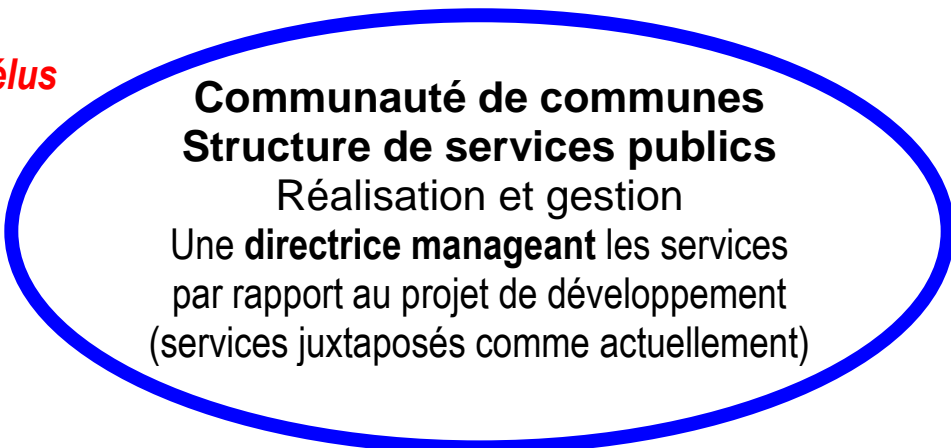 élus
Communauté de communes
Structure de services publics
Réalisation et gestion
Une directrice manageant les services
par rapport au projet de développement
(services juxtaposés comme actuellement)